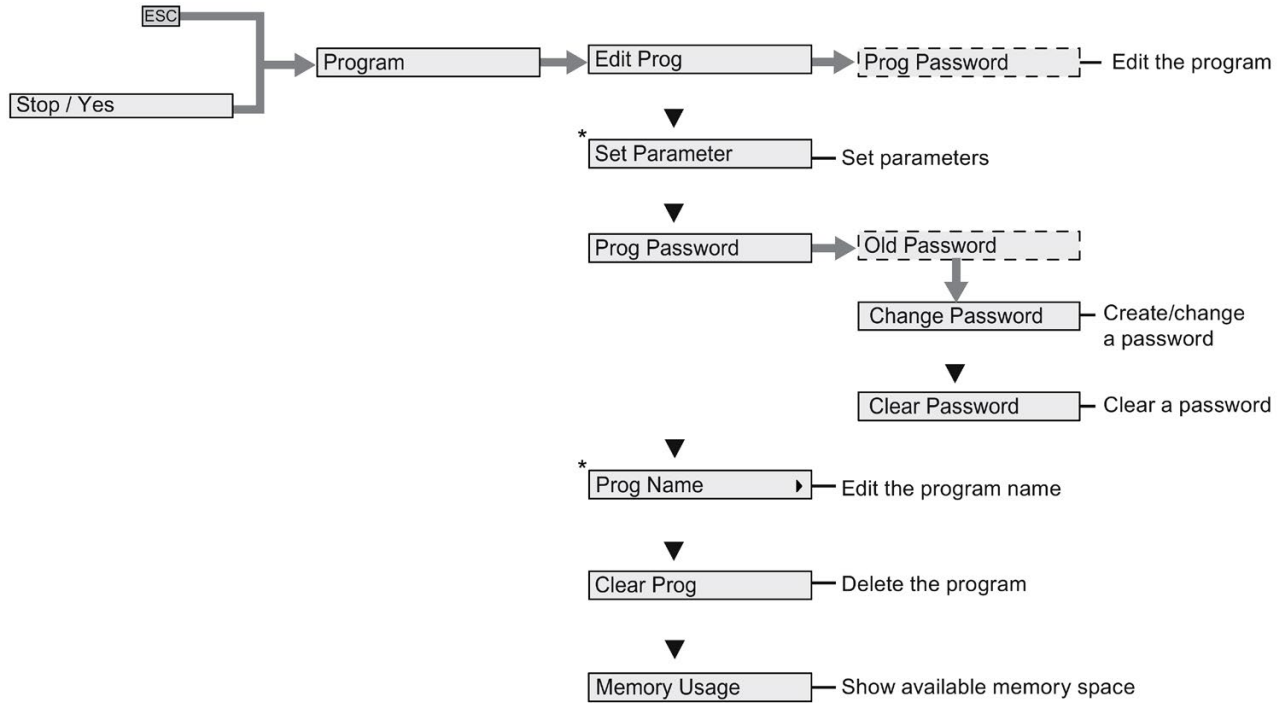 ESC
Stop / Yes
Program
Edit Prog
Prog Password
Edit the program
*
Set Parameter
Set parameters
Prog Password
Old Password
Change Password
Create/change
a password
Clear Password
Clear a password
*
Prog Name
Edit the program name
Clear Prog
Delete the program
Memory Usage
Show available memory space